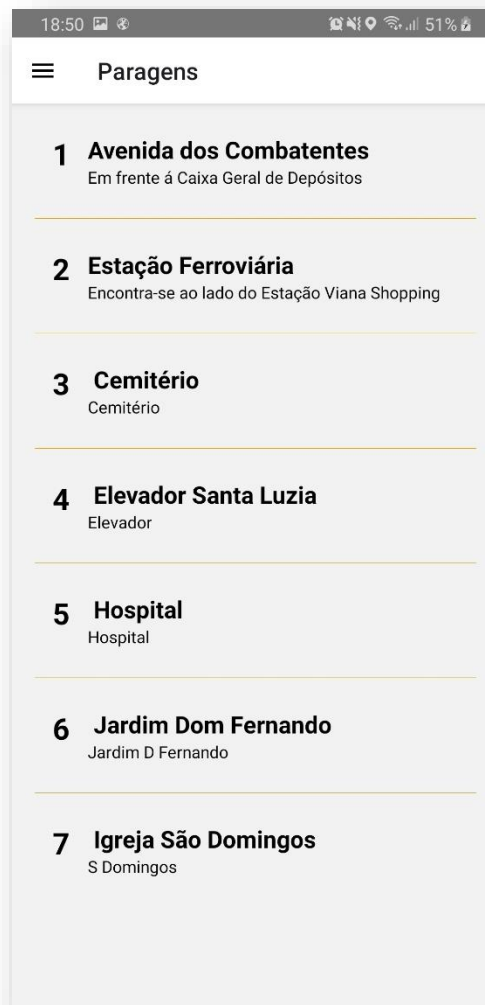 18:50 51%
Paragens
1 Avenida dos Combatentes
Em frente á Caixa Geral de Depósitos
2 Estação Ferroviária
Encontra-se ao lado do Estação Viana Shopping
3 Cemitério
Cemitério
4 Elevador Santa Luzia
Elevador
5 Hospital
Hospital
6 Jardim Dom Fernando
Jardim D Fernando
7 Igreja São Domingos
S Domingos